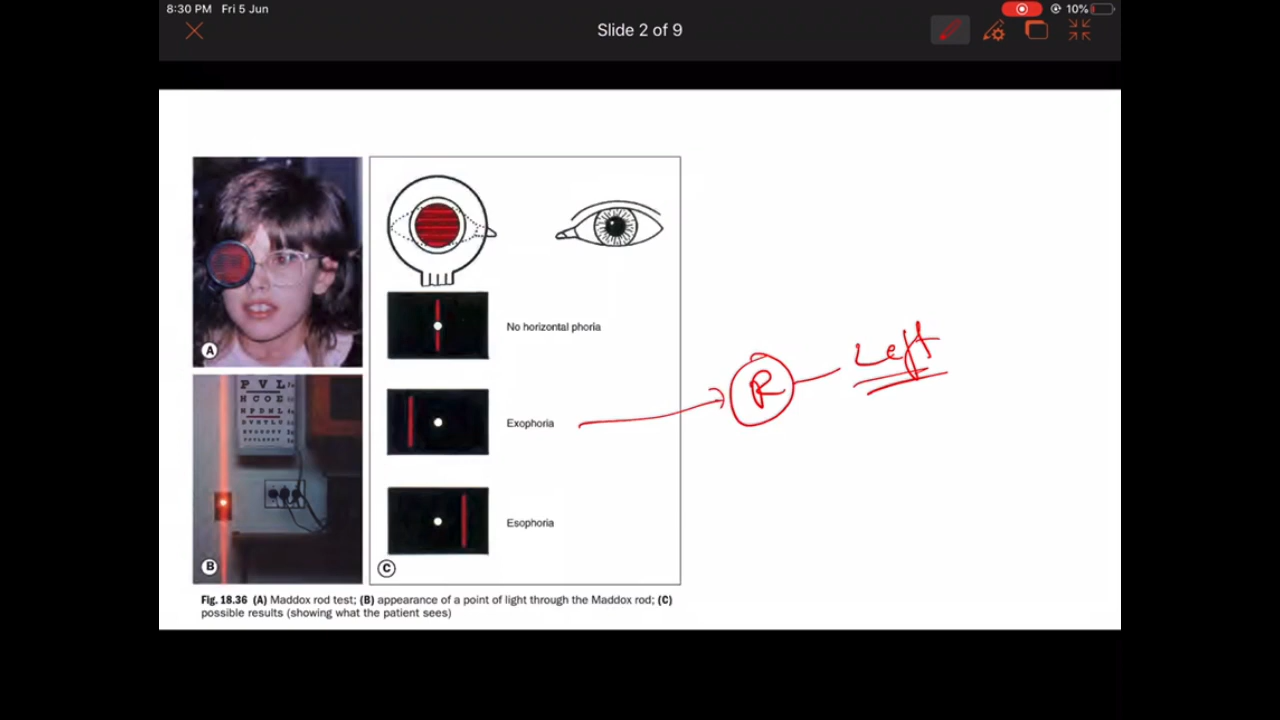 8:30 PM Fri 5 Jun
10%
Slide 2 of 9
P V L
H C O E
A
B
No horizontal phoria
Exophoria
Esophoria
C
R
Left
Fig. 18.36 (A) Maddox rod test; (B) appearance of a point of light through the Maddox rod; (C)
possible results (showing what the patient sees)